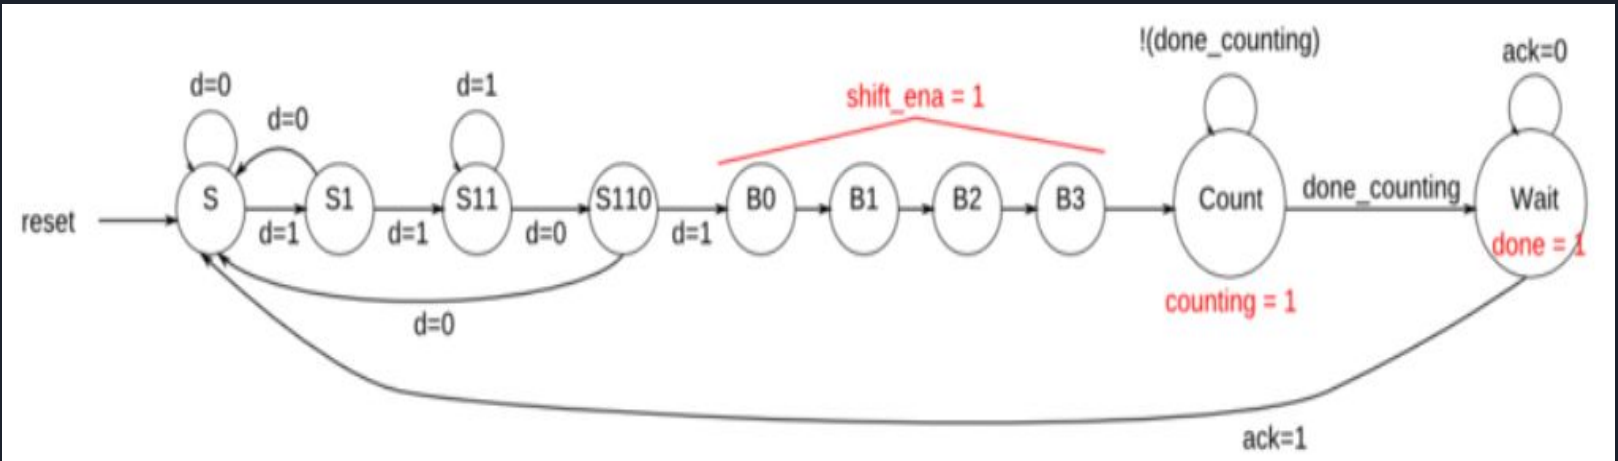 !(done_counting)
ack=0
d=0
d=1
shift_ena = 1
d=0
reset
S
S1
S11
S110
B0
B1
B2
B3
Count
done_counting
Wait
d=1
d=1
d=0
d=1
done = 1
counting = 1
d=0
ack=1